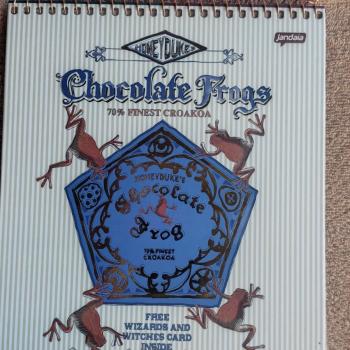 HONEYDUKES
jandaia
Chocolate Frogs
70% FINEST CROAKOA
HONEYDUKE'S
Chocolate
Frog
70% FINEST
CROAKOA
FREE
WIZARDS AND
WITCHES CARD
INSIDE